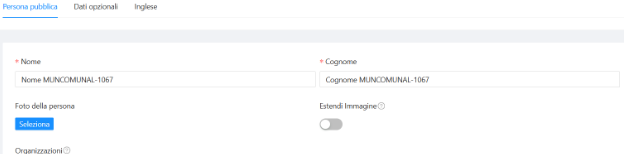 Persona pubblica Dati opzionali Inglese
* Nome * Cognome
Nome MUNCOMUNAL-1067 Cognome MUNCOMUNAL-1067
Foto della persona Estendi Immagine ?
Seleziona
Organizzazioni ?